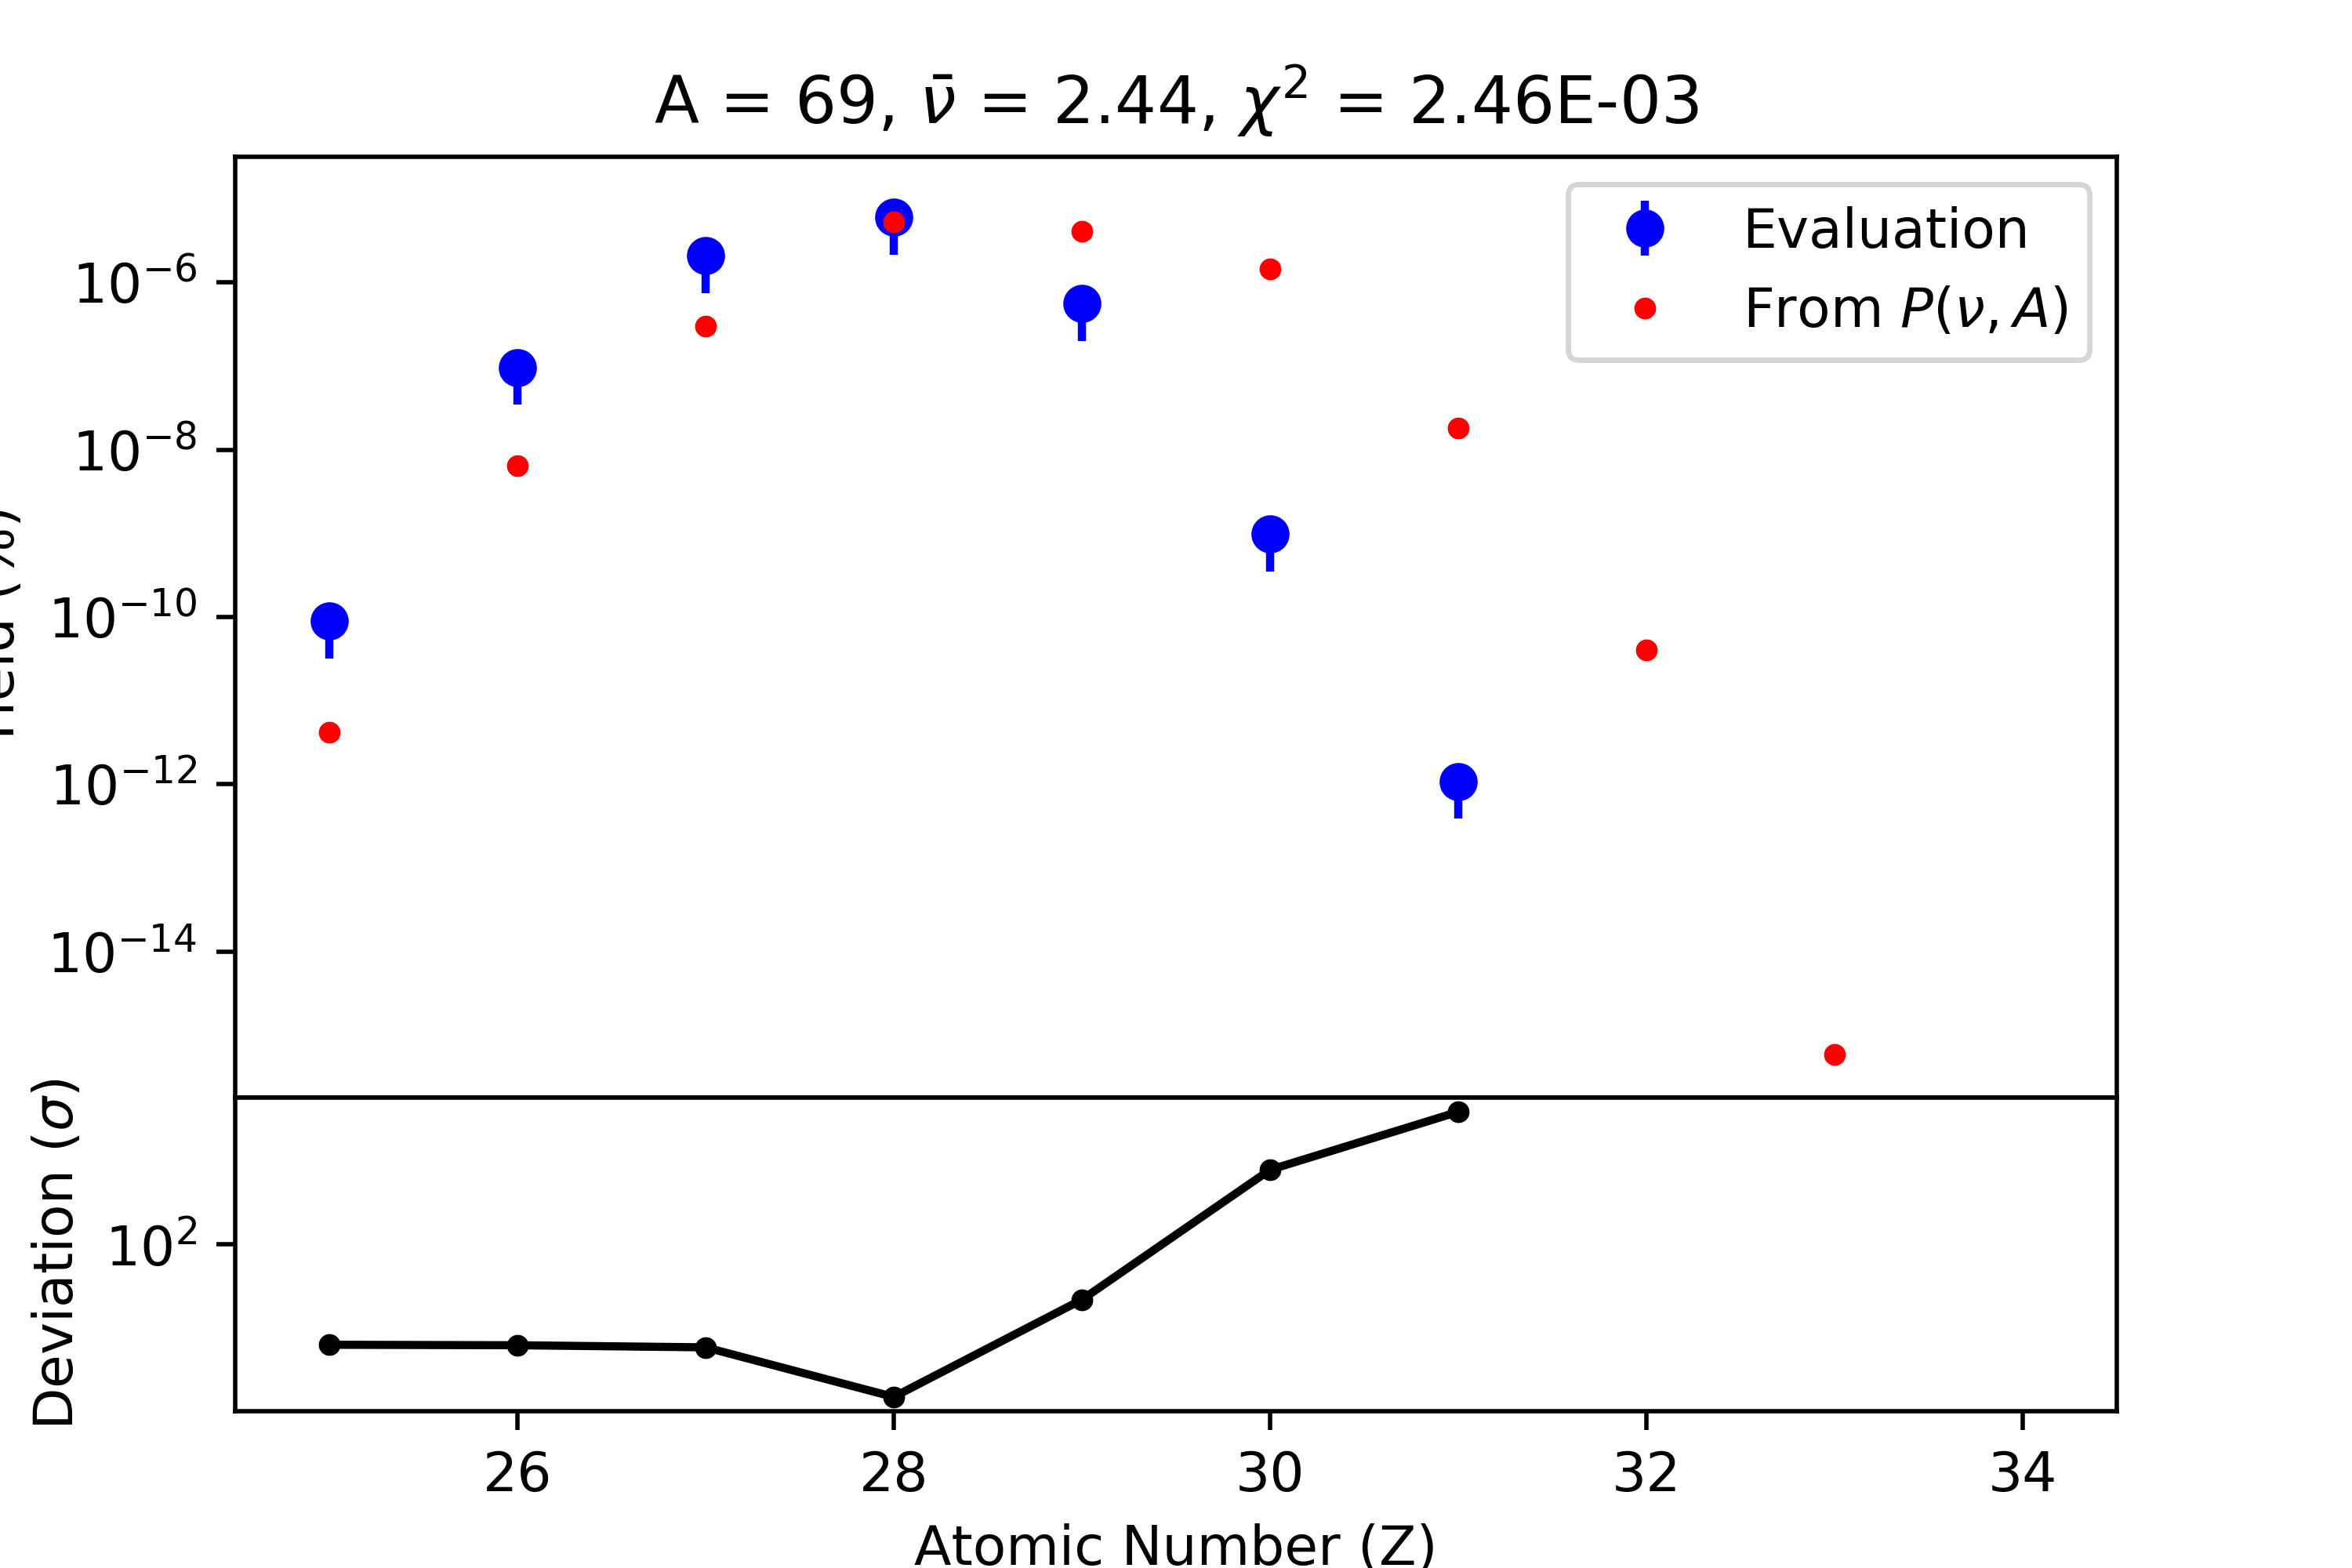 A = 69, ν̄ = 2.44, χ² = 2.46E-03
Evaluation
From P(ν, A)
10⁻⁶
10⁻⁸
10⁻¹⁰
10⁻¹²
10⁻¹⁴
(%)
Deviation (σ)
10²
26 28 30 32 34
Atomic Number (Z)